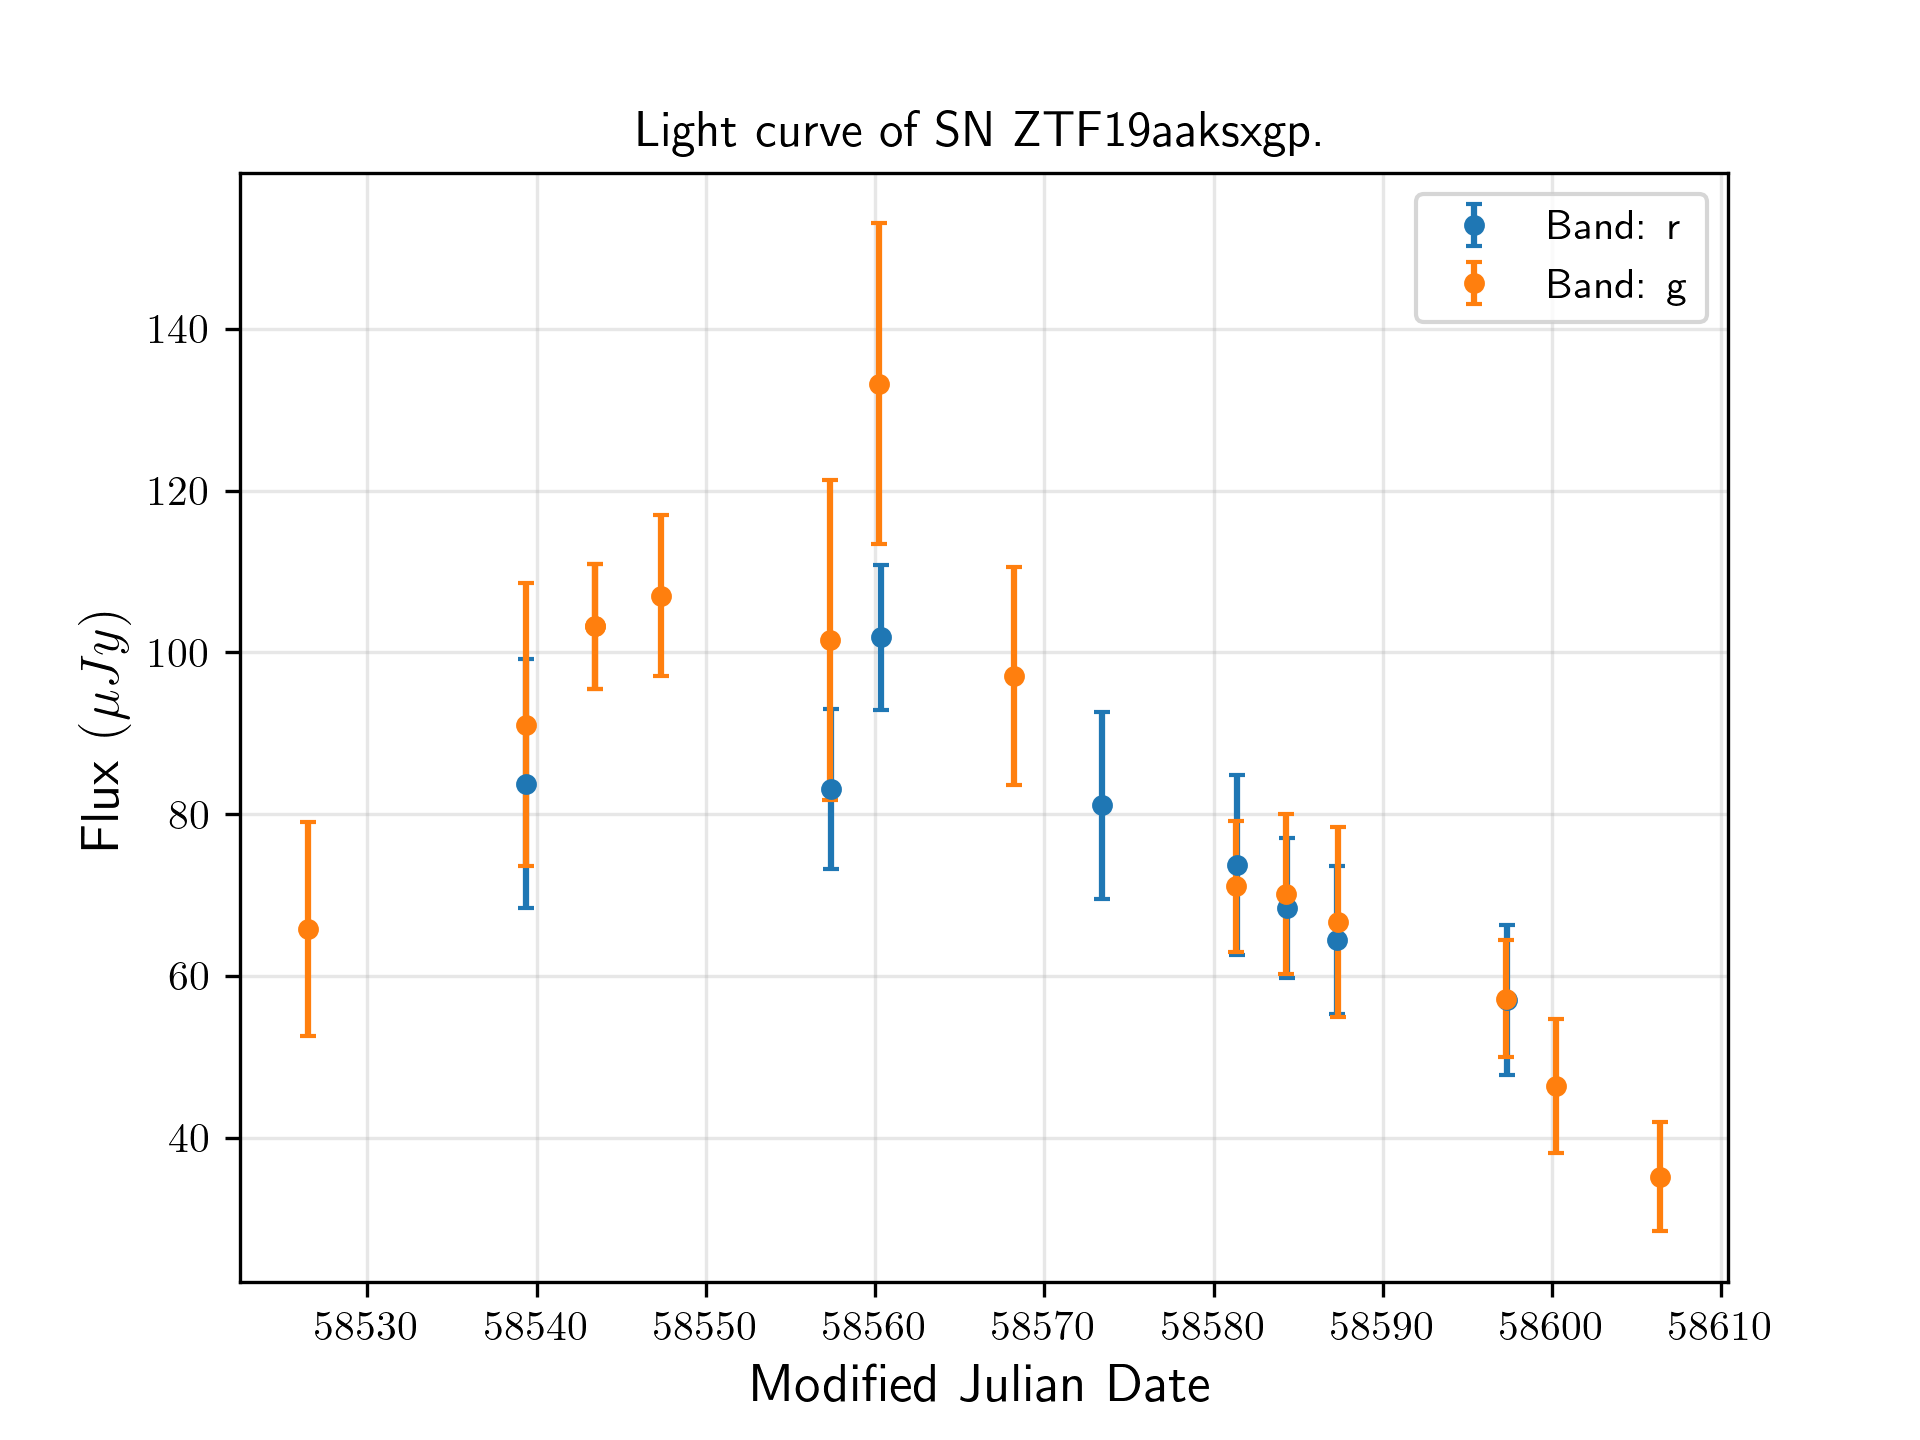 Light curve of SN ZTF19aaksxgp.
Band: r
Band: g
140
120
100
80
60
40
Flux (μJy)
58530 58540 58550 58560 58570 58580 58590 58600 58610
Modified Julian Date